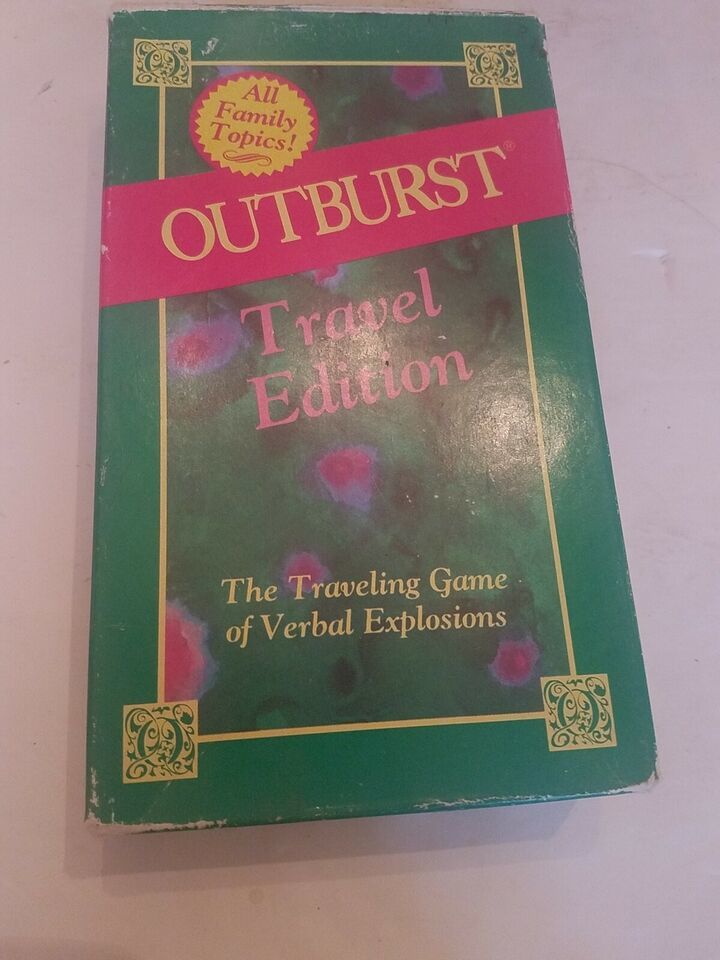 All
Family
Topics!
OUTBURST®
Travel
Edition
The Traveling Game
of Verbal Explosions